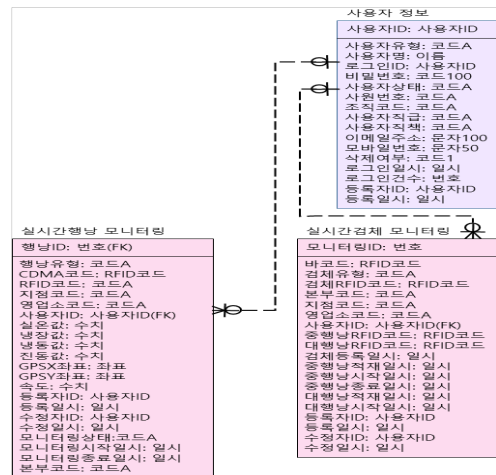 사용자 정보
사용자ID: 사용자ID
사용자유형: 코드A
사용자명: 이름
로그인ID: 사용자ID
비밀번호: 코드100
사용자상태: 코드A
사원번호: 코드A
조직코드: 코드A
사용자직급: 코드A
사용자직책: 코드A
이메일주소: 문자100
모바일번호: 문자50
삭제여부: 코드1
로그인일시: 일시
로그인건수: 번호
등록자ID: 사용자ID
등록일시: 일시
실시간행낭 모니터링
행낭ID: 번호(FK)
행낭유형: 코드A
CDMA코드: RFID코드
RFID코드: 코드A
지점코드: 코드A
영업소코드: 코드A
사용자ID: 사용자ID(FK)
실온값: 수치
냉장값: 수치
냉동값: 수치
진동값: 수치
GPSX좌표: 좌표
GPSY좌표: 좌표
속도: 수치
등록자ID: 사용자ID
등록일시: 일시
수정자ID: 사용자ID
수정일시: 일시
모니터링상태:코드A
모니터링시작일시: 일시
모니터링종료일시: 일시
본부코드: 코드A
실시간검체 모니터링
모니터링ID: 번호
바코드: RFID코드
검체유형: 코드A
검체RFID코드: RFID코드
본부코드: 코드A
지점코드: 코드A
영업소코드: 코드A
사용자ID: 사용자ID(FK)
중행낭RFID코드: RFID코드
대행낭RFID코드: RFID코드
검체등록일시: 일시
중행낭적재일시: 일시
중행낭시작일시: 일시
중행낭종료일시: 일시
대행낭적재일시: 일시
대행낭시작일시: 일시
등록자ID: 사용자ID
등록일시: 일시
수정자ID: 사용자ID
수정일시: 일시